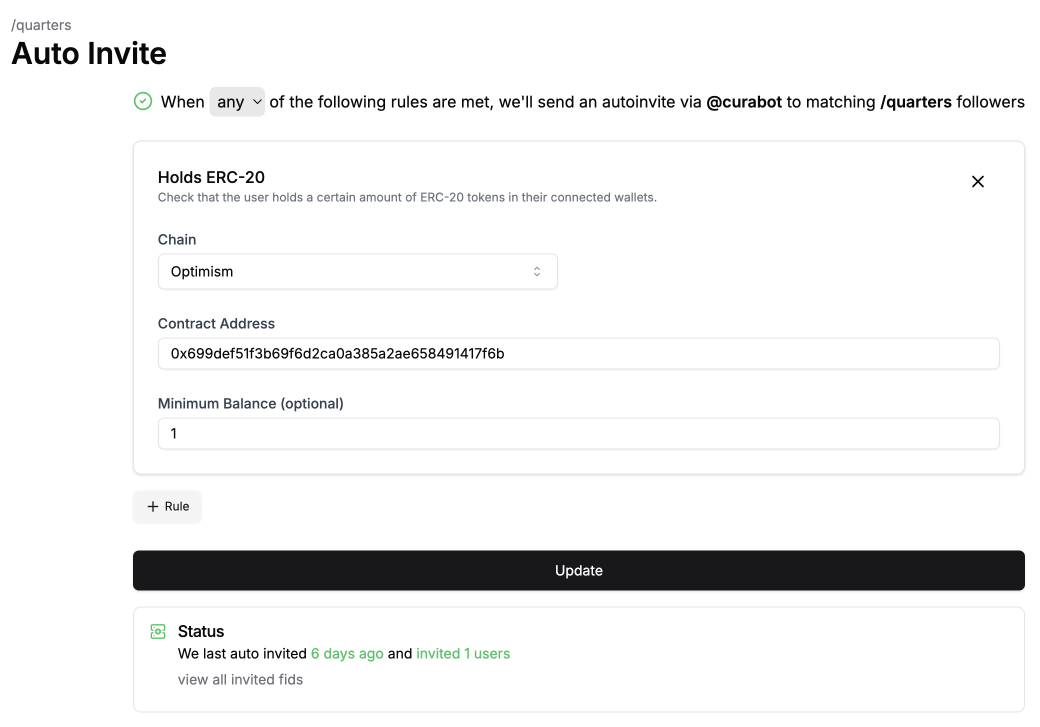 /quarters
Auto Invite
When any of the following rules are met, we'll send an autoinvite via @curabot to matching /quarters followers
Holds ERC-20
Check that the user holds a certain amount of ERC-20 tokens in their connected wallets.
Chain
Optimism
Contract Address
0x699def51f3b69f6d2ca0a385a2ae658491417f6b
Minimum Balance (optional)
1
+ Rule
Update
Status
We last auto invited 6 days ago and invited 1 users
view all invited fids